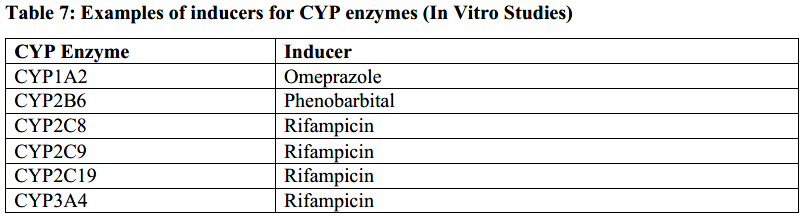 Table 7: Examples of inducers for CYP enzymes (In Vitro Studies)
CYP Enzyme Inducer
CYP1A2 Omeprazole
CYP2B6 Phenobarbital
CYP2C8 Rifampicin
CYP2C9 Rifampicin
CYP2C19 Rifampicin
CYP3A4 Rifampicin